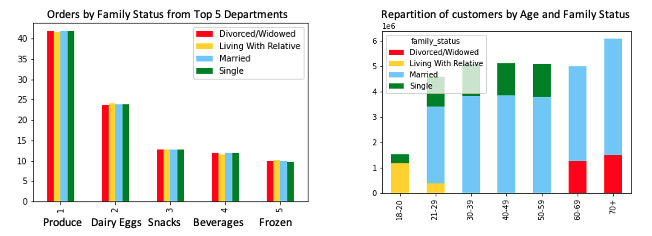 Orders by Family Status from Top 5 Departments
40
35
30
25
20
15
10
5
0
Divorced/Widowed
Living With Relative
Married
Single
1 2 3 4 5
Produce Dairy Eggs Snacks Beverages Frozen
Repartition of customers by Age and Family Status
1e6
6
5
4
3
2
1
0
family_status
Divorced/Widowed
Living With Relative
Married
Single
18-20 21-29 30-39 40-49 50-59 60-69 70+